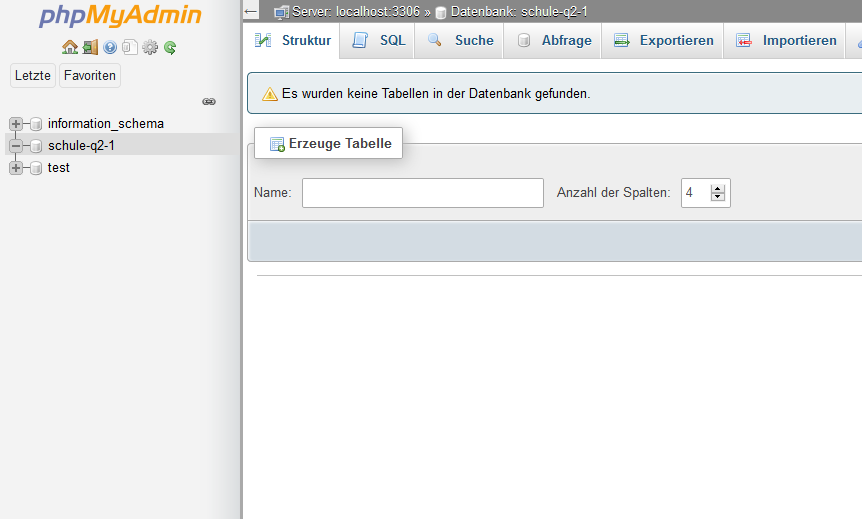 phpMyAdmin
Letzte Favoriten
information_schema
schule-q2-1
test
Server: localhost:3306 » Datenbank: schule-q2-1
Struktur SQL Suche Abfrage Exportieren Importieren
Es wurden keine Tabellen in der Datenbank gefunden.
Erzeuge Tabelle
Name: Anzahl der Spalten: 4